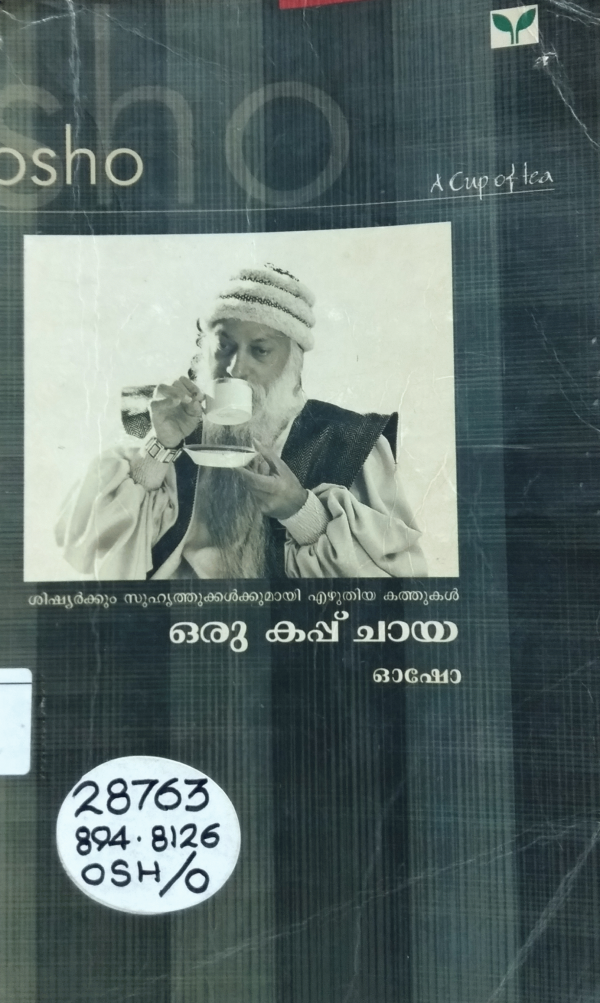 osho
A Cup of tea
ശിഷ്യർക്കും സുഹൃത്തുക്കൾക്കുമായി എഴുതിയ കത്തുകൾ
ഒരു കപ്പ് ചായ
ഓഷോ
28763
894.8126
OSH/O